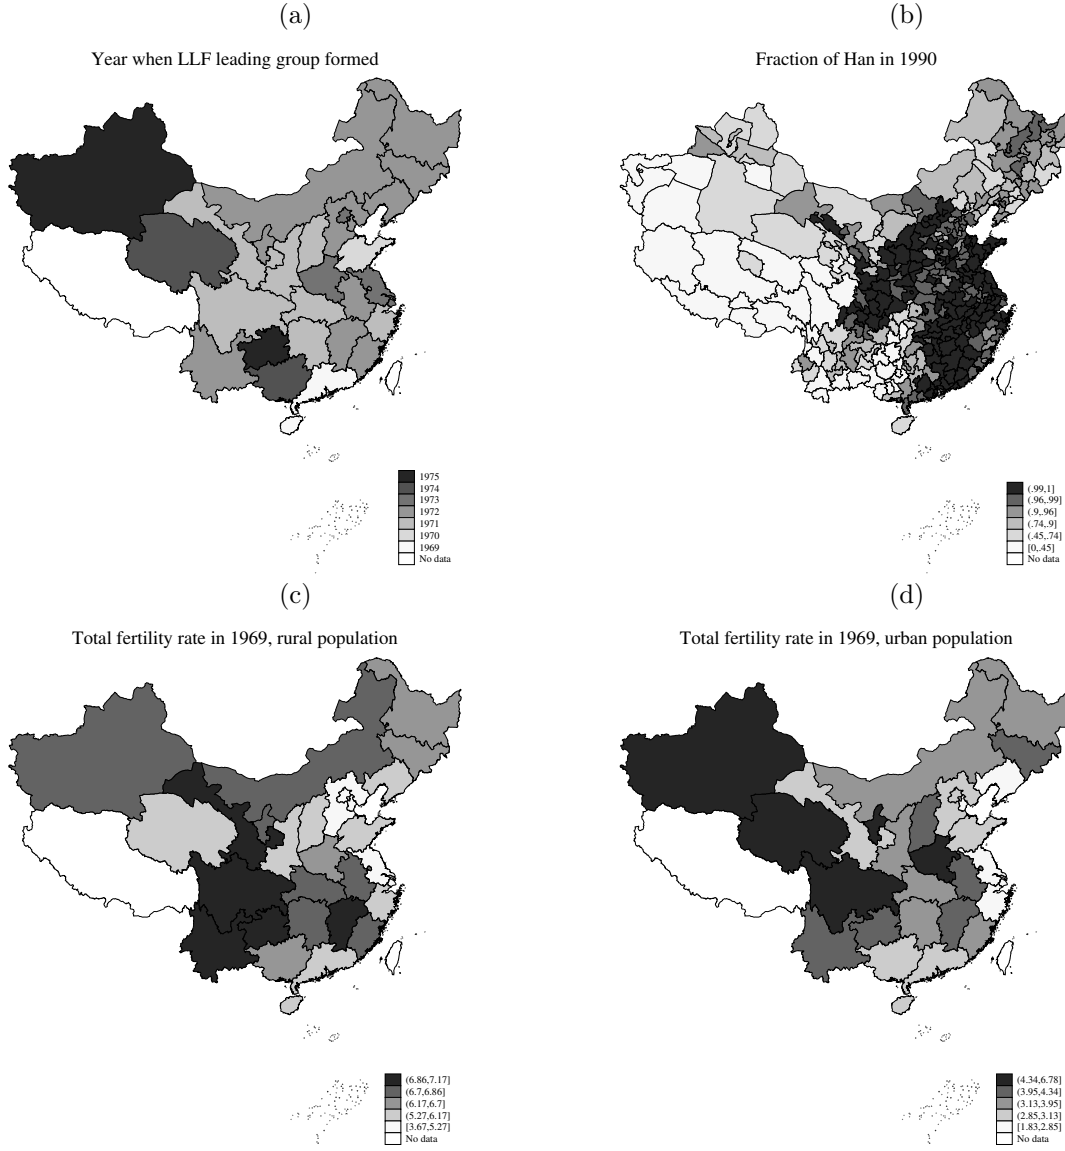 (a)
Year when LLF leading group formed
1975
1974
1973
1972
1971
1970
1969
No data
(b)
Fraction of Han in 1990
(.99,1]
(.96,.99]
(.9,.96]
(.74,.9]
(.45,.74]
[0,.45]
No data
(c)
Total fertility rate in 1969, rural population
(6.86,7.17]
(6.7,6.86]
(6.17,6.7]
(5.27,6.17]
[3.67,5.27]
No data
(d)
Total fertility rate in 1969, urban population
(4.34,6.78]
(3.95,4.34]
(3.13,3.95]
(2.85,3.13]
[1.83,2.85]
No data